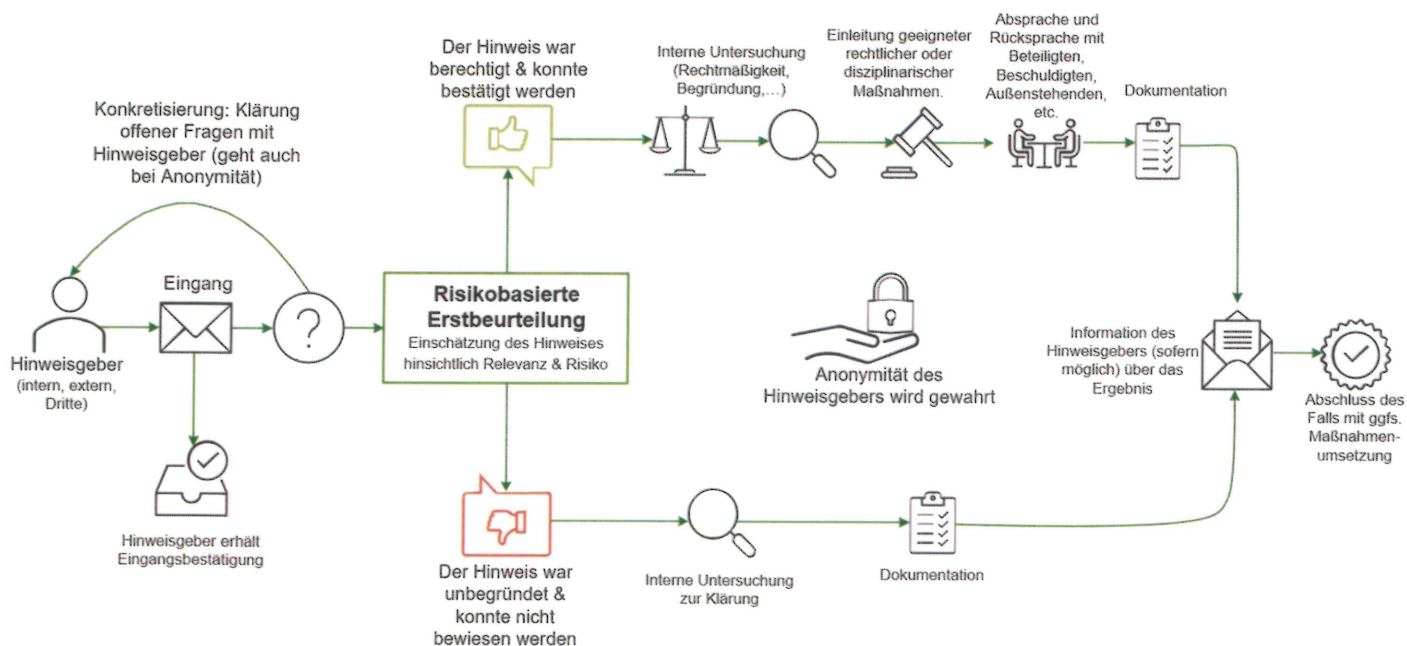 Konkretisierung: Klärung
offener Fragen mit
Hinweisgeber (geht auch
bei Anonymität)
Hinweisgeber
(intern, extern,
Dritte)
Eingang
Hinweisgeber erhält
Eingangsbestätigung
?
Risikobasierte
Erstbeurteilung
Einschätzung des Hinweises
hinsichtlich Relevanz & Risiko
Der Hinweis war
berechtigt & konnte
bestätigt werden
Interne Untersuchung
(Rechtmäßigkeit,
Begründung,...)
Einleitung geeigneter
rechtlicher oder
disziplinarischer
Maßnahmen.
Absprache und
Rücksprache mit
Beteiligten,
Beschuldigten,
Außenstehenden,
etc.
Dokumentation
Anonymität des
Hinweisgebers wird gewahrt
Der Hinweis war
unbegründet &
konnte nicht
bewiesen werden
Interne Untersuchung
zur Klärung
Dokumentation
Information des
Hinweisgebers (sofern
möglich) über das
Ergebnis
Abschluss des
Falls mit ggfs.
Maßnahmen-
umsetzung